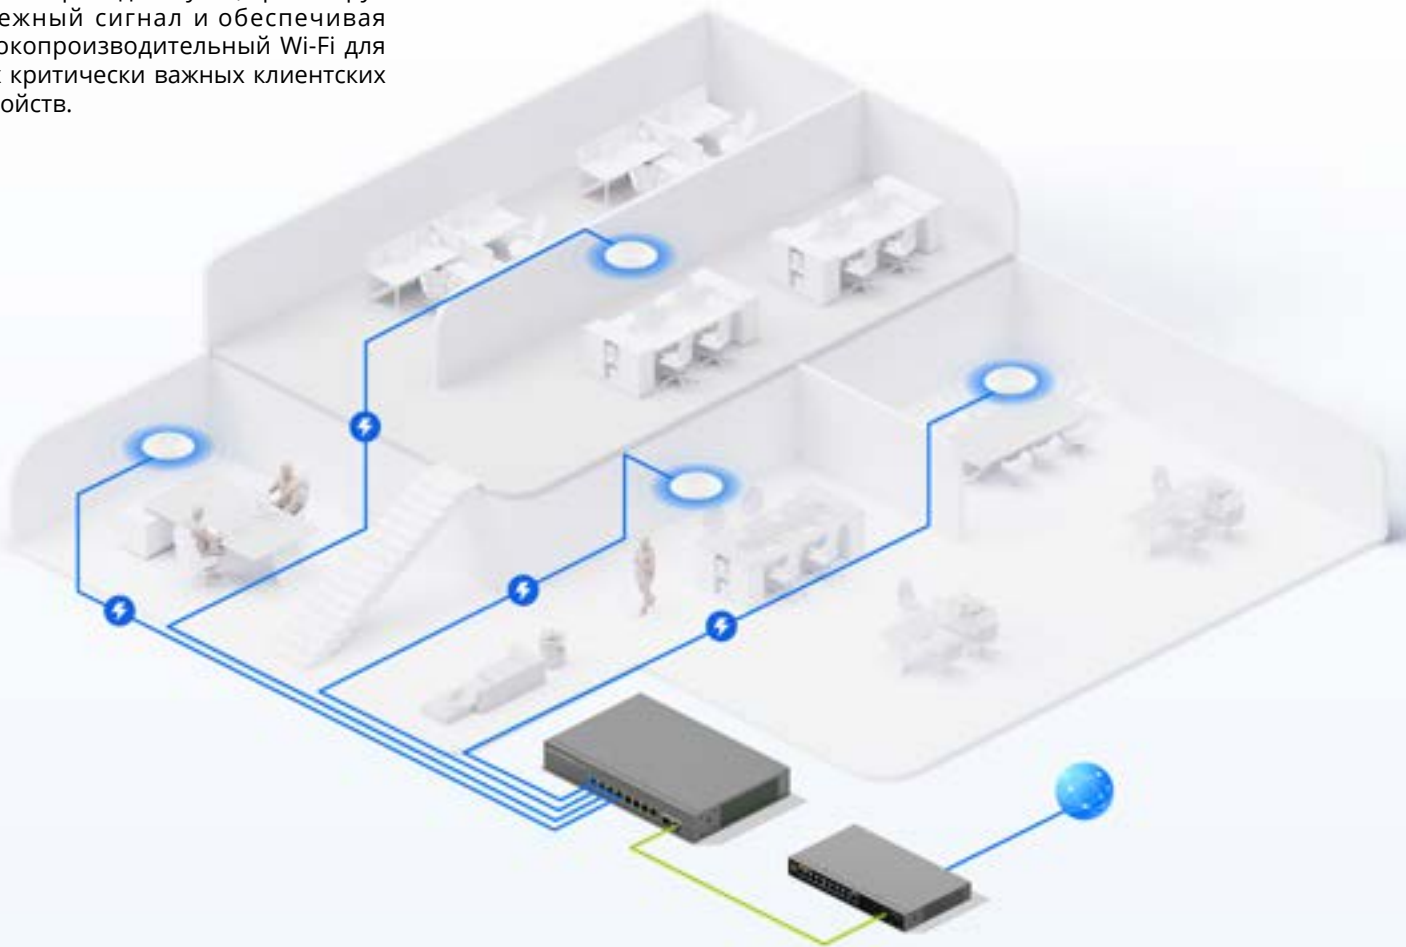 ежный сигнал и обеспечивая
окопроизводительный Wi-Fi для
критически важных клиентских
ойств.